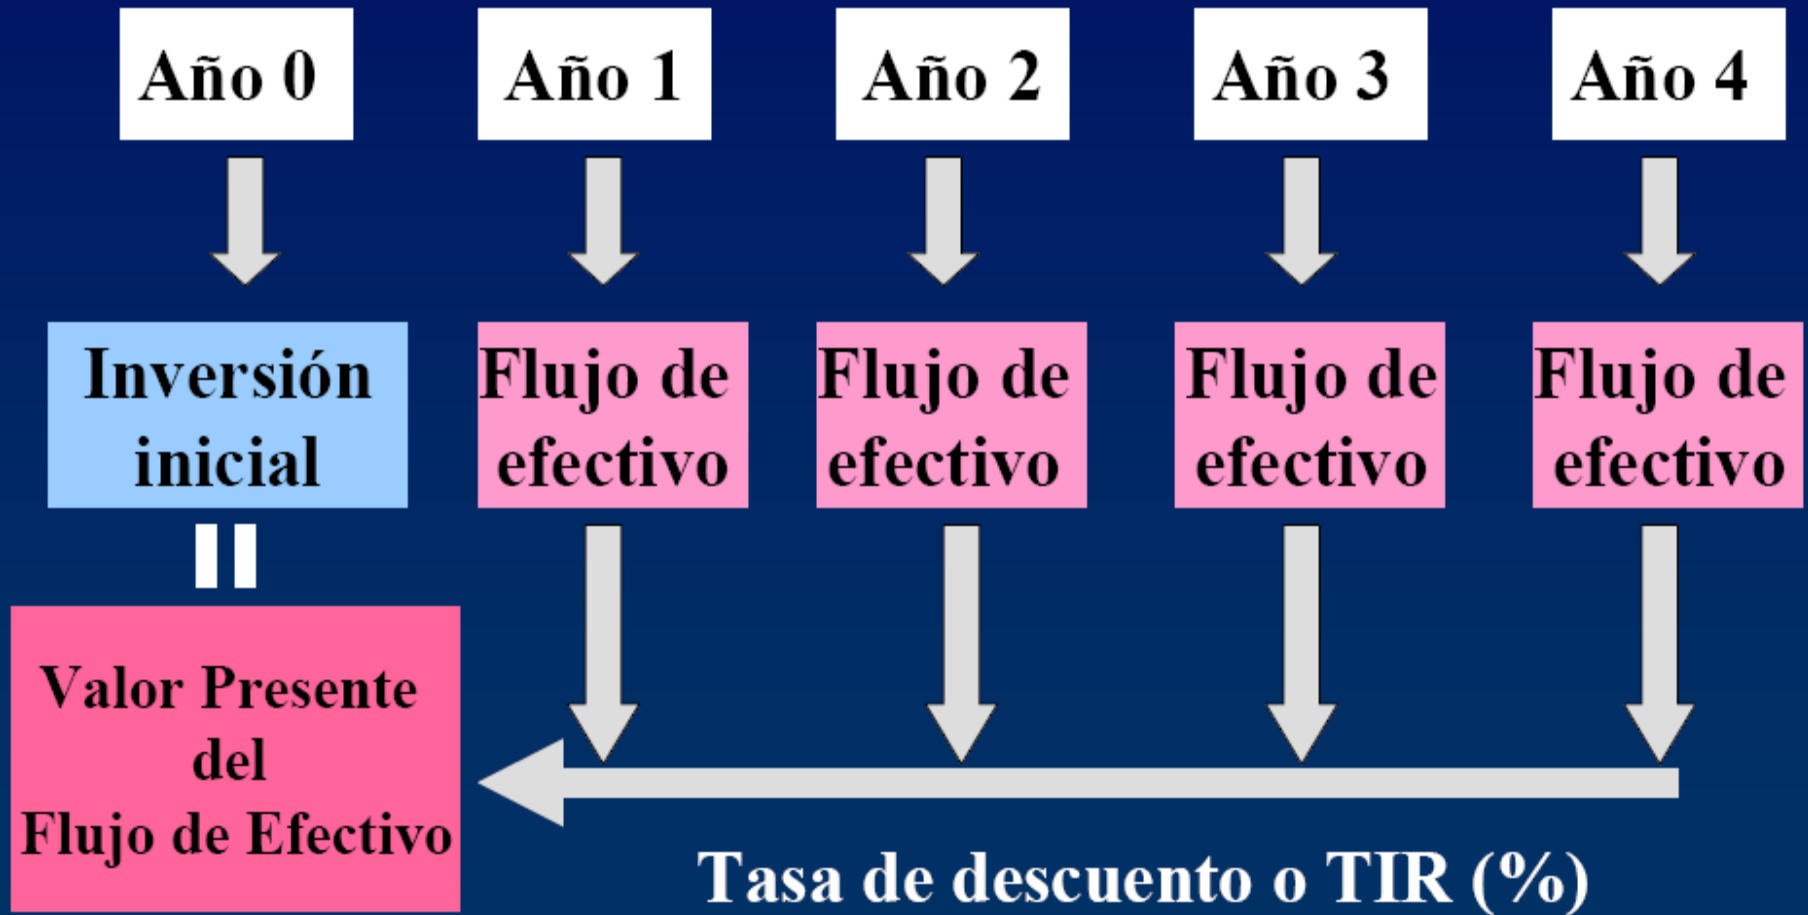 Año 0
Año 1
Año 2
Año 3
Año 4
Inversión
inicial
Flujo de
efectivo
Flujo de
efectivo
Flujo de
efectivo
Flujo de
efectivo
Valor Presente
del
Flujo de Efectivo
Tasa de descuento o TIR (%)